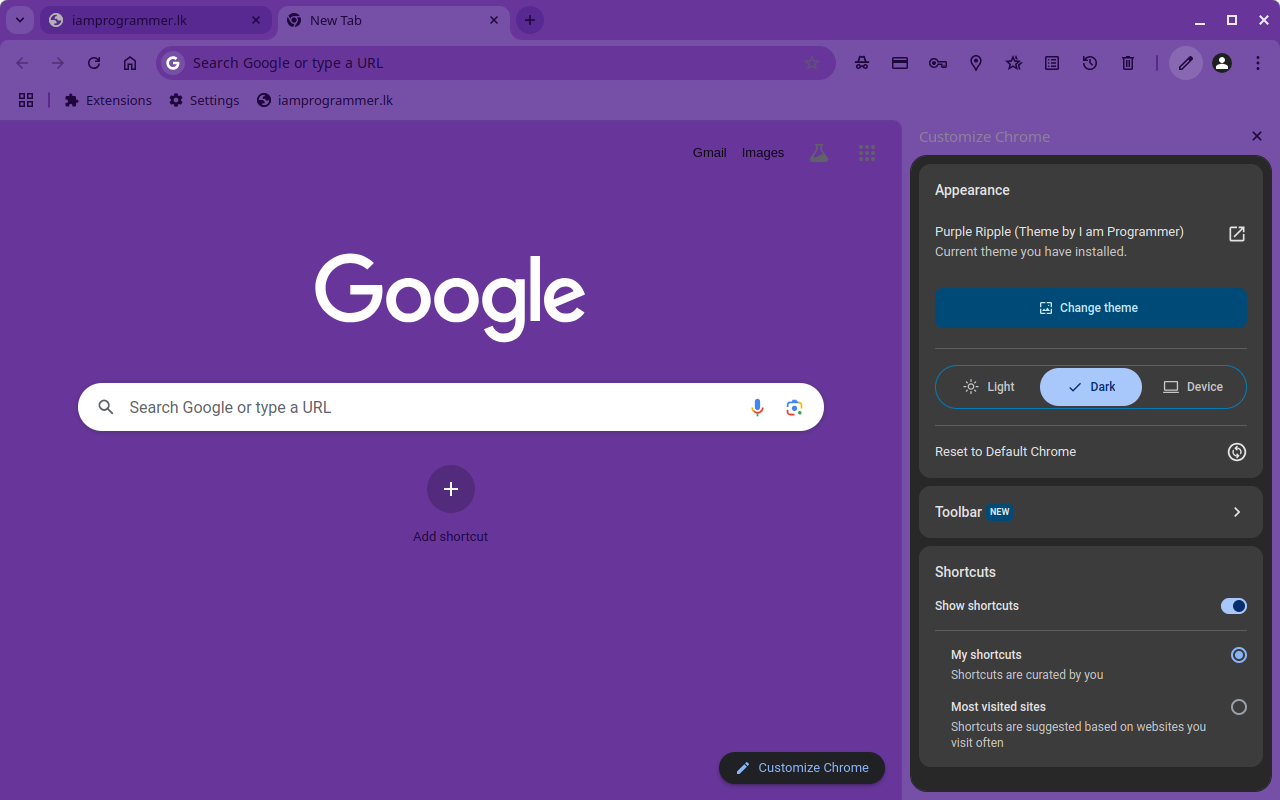 iamprogrammer.lk
New Tab
Search Google or type a URL
Extensions
Settings
iamprogrammer.lk
Gmail
Images
Google
Search Google or type a URL
Add shortcut
Customize Chrome
Customize Chrome
Appearance
Purple Ripple (Theme by I am Programmer)
Current theme you have installed.
Change theme
Light
Dark
Device
Reset to Default Chrome
Toolbar NEW
Shortcuts
Show shortcuts
My shortcuts
Shortcuts are curated by you
Most visited sites
Shortcuts are suggested based on websites you
visit often